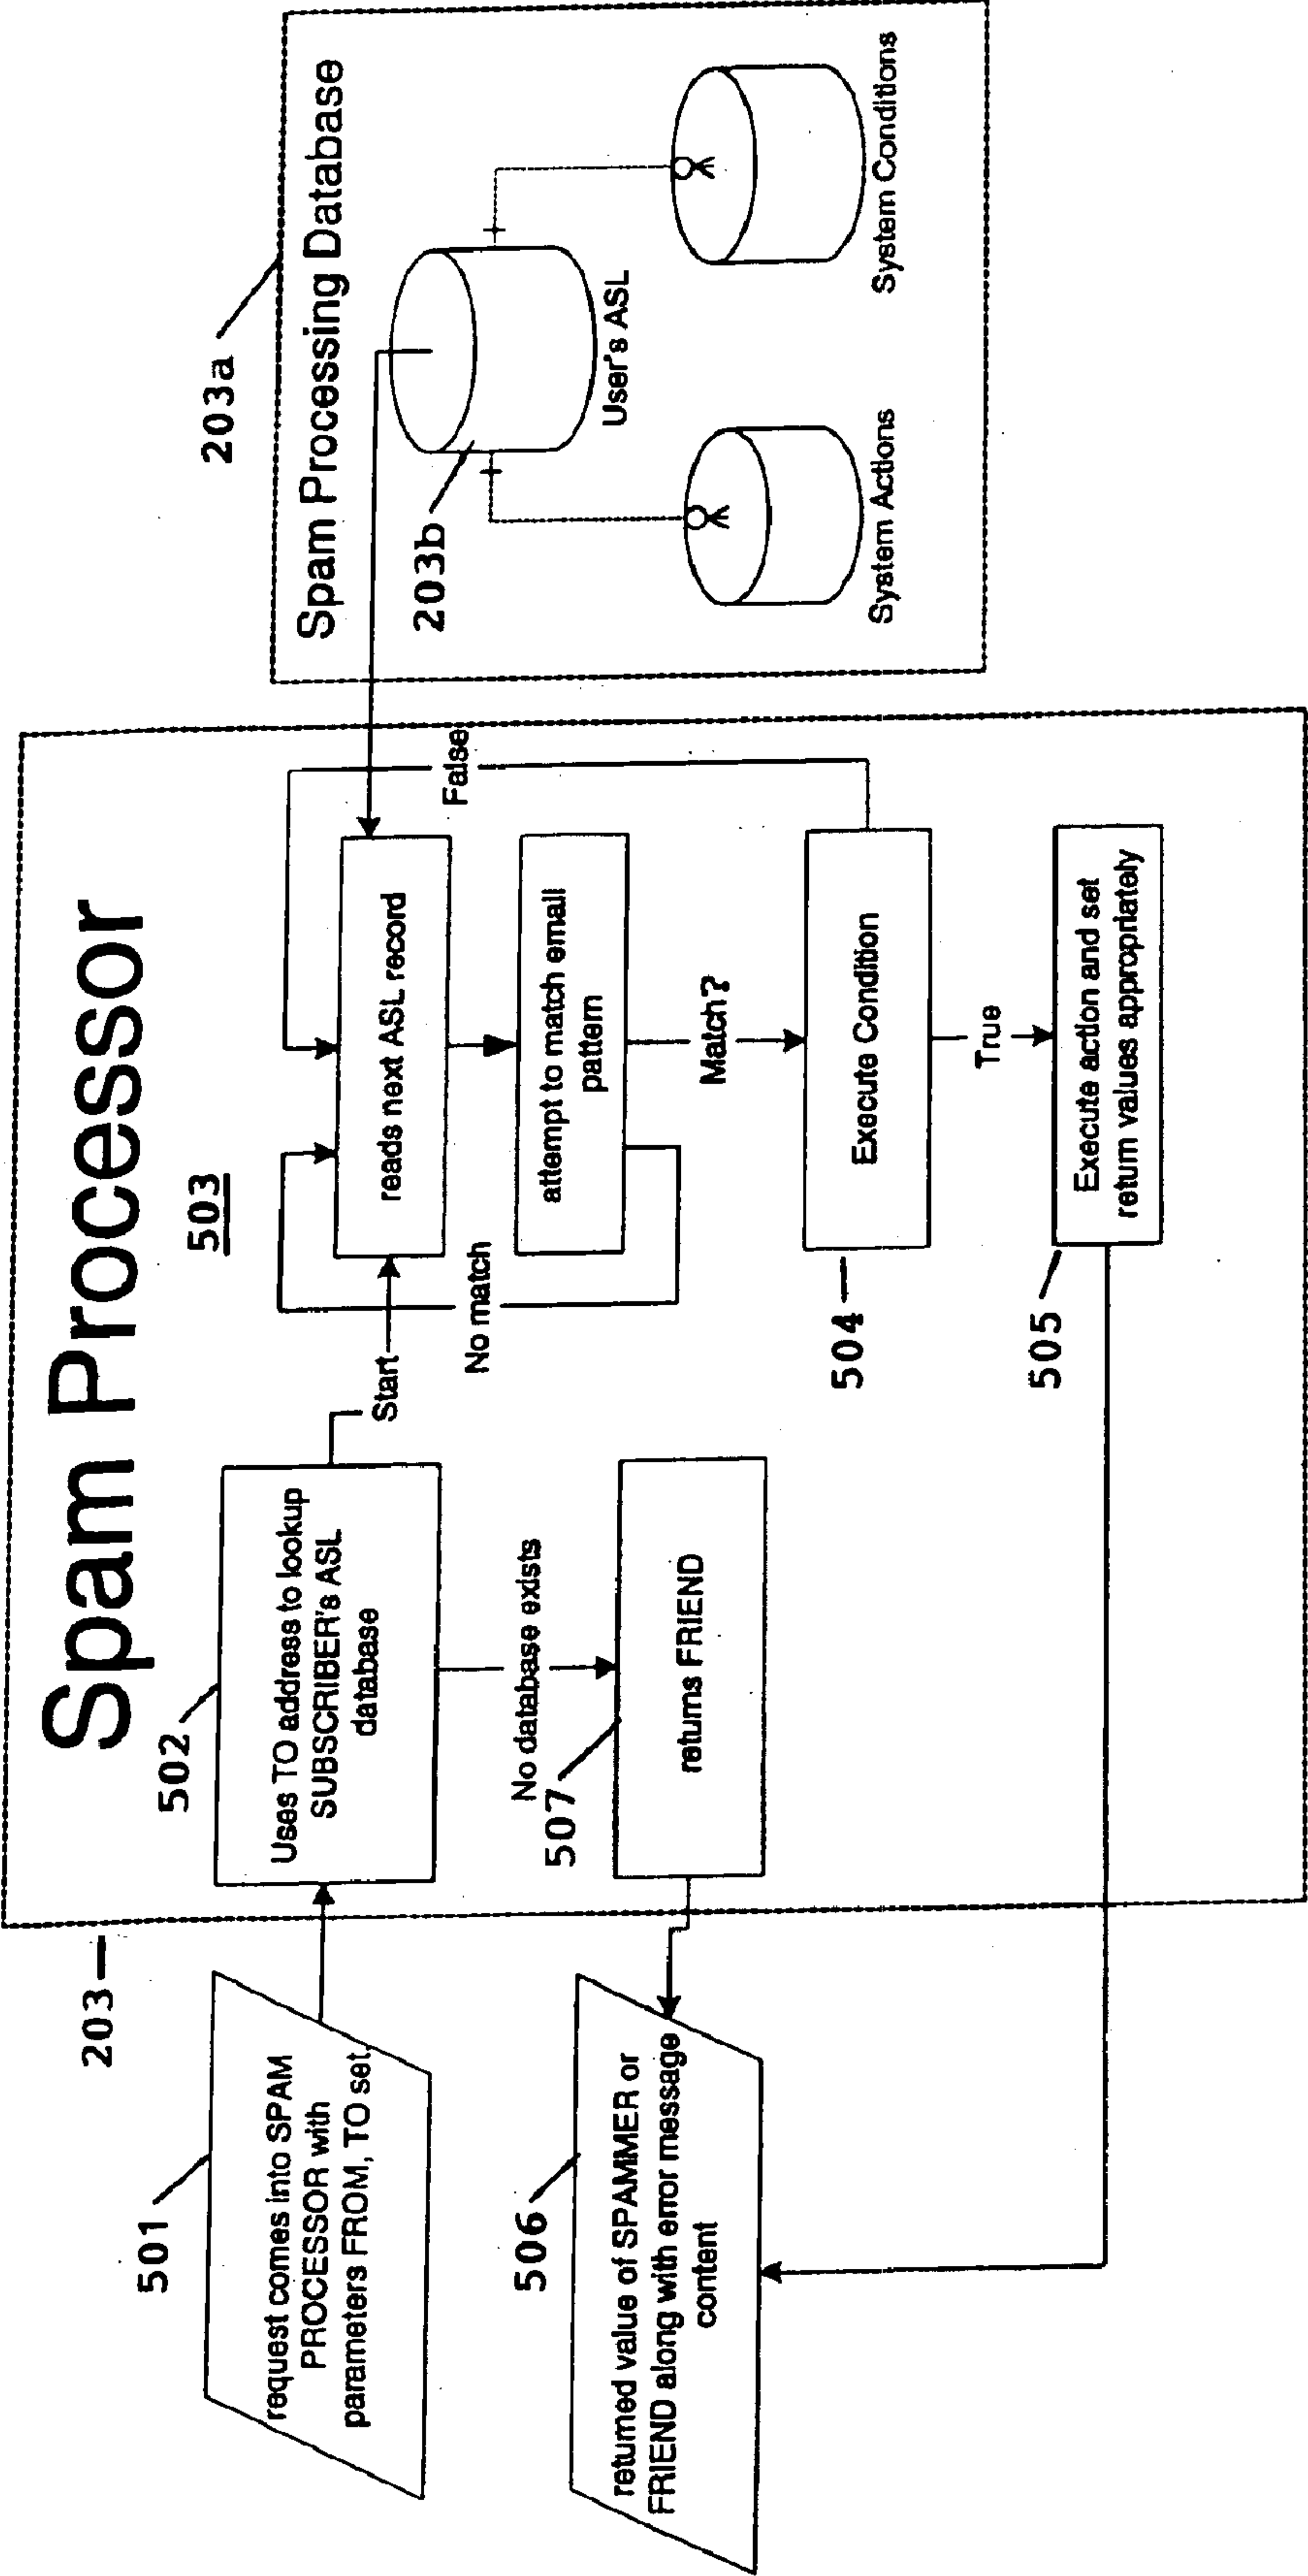 Spam Processor
203
501
request comes into SPAM
PROCESSOR with
parameters FROM, TO set.
502
Uses TO address to lookup
SUBSCRIBER's ASL
database
Start
503
reads next ASL record
No match
False
attempt to match email
pattern
Match?
504
Execute Condition
True
505
Execute action and set
return values appropriately
No database exists
507
returns FRIEND
506
returned value of SPAMMER or
FRIEND along with error message
content
203a
Spam Processing Database
203b
User's ASL
System Actions
System Conditions